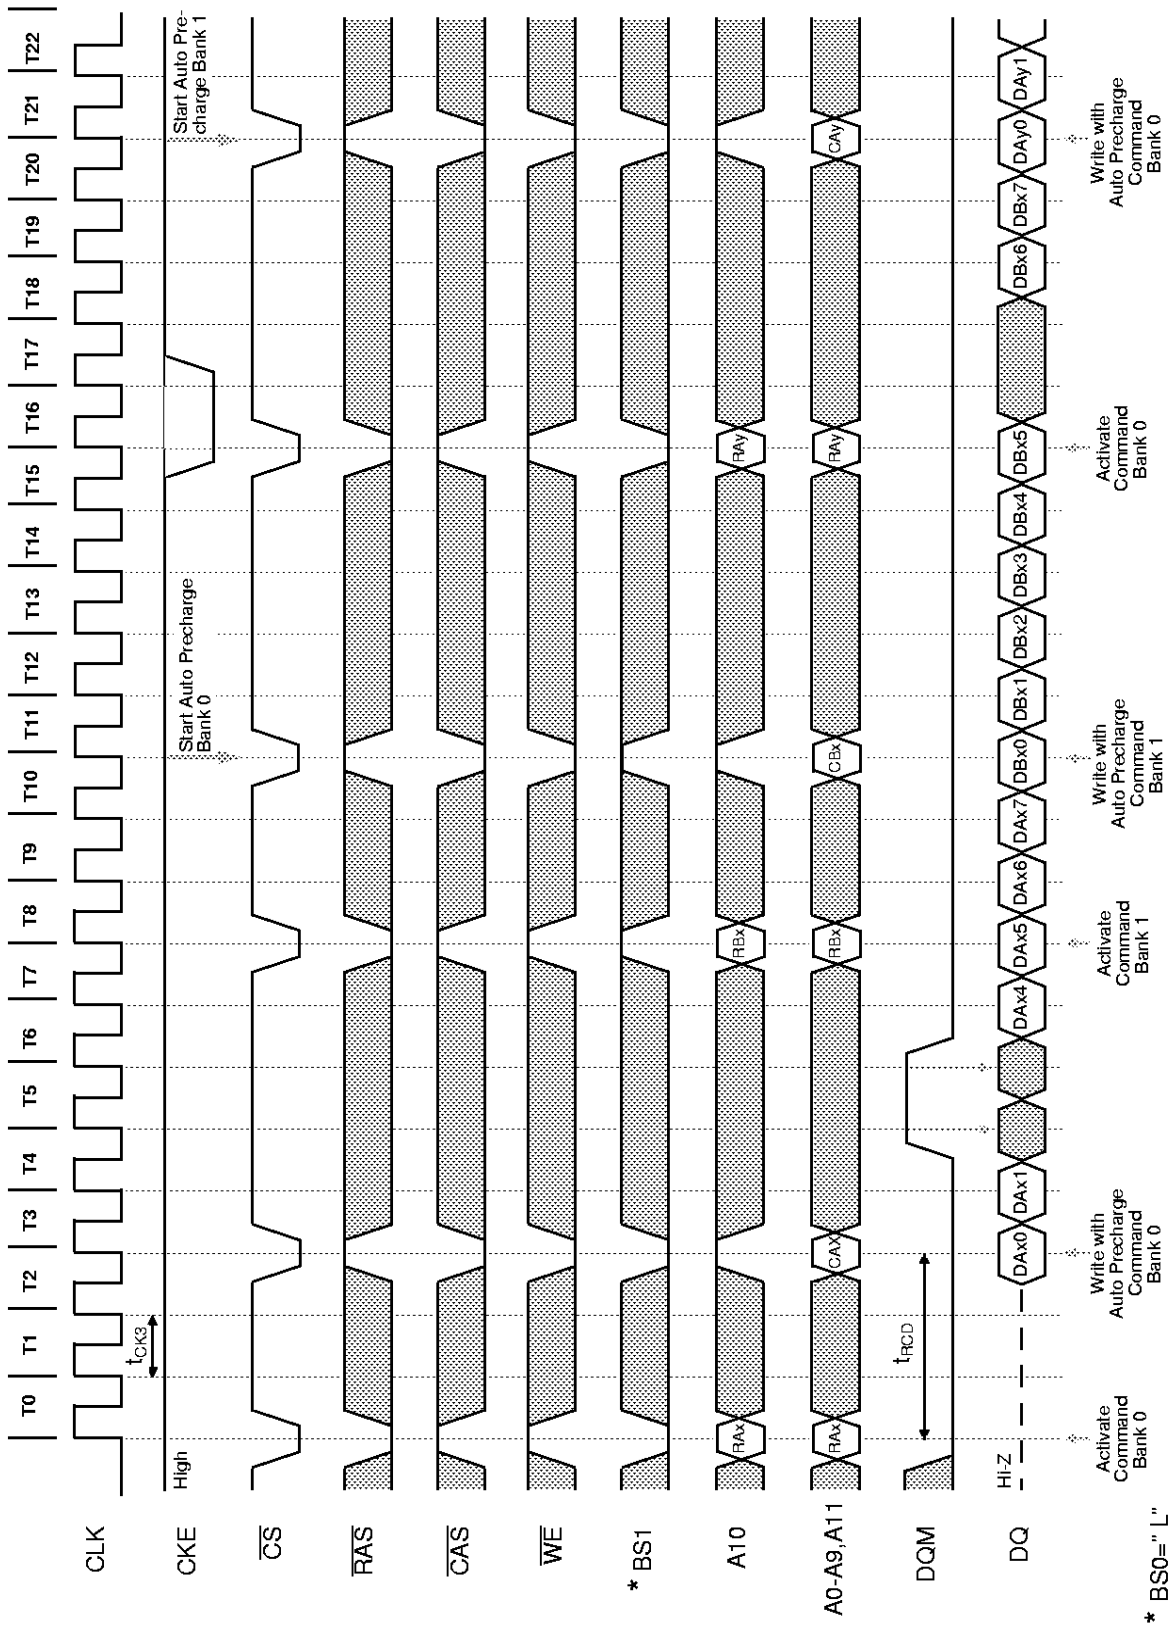 T0 T1 T2 T3 T4 T5 T6 T7 T8 T9 T10 T11 T12 T13 T14 T15 T16 T17 T18 T19 T20 T21 T22
CLK
tCK3
CKE
High
Start Auto Precharge
Bank 0
Start Auto Pre-
charge Bank 1
CS
RAS
CAS
WE
* BS1
A10
RAx RBx RAy
A0-A9,A11
RAx CAX RBx CBx RAy CAy
DQM
tRCD
DQ
Hi-Z
DAx0 DAx1 DAx4 DAx5 DAx6 DAx7 DBx0 DBx1 DBx2 DBx3 DBx4 DBx5 DBx6 DBx7 DAy0 DAy1
Activate
Command
Bank 0
Write with
Auto Precharge
Command
Bank 0
Activate
Command
Bank 1
Write with
Auto Precharge
Command
Bank 1
Activate
Command
Bank 0
Write with
Auto Precharge
Command
Bank 0
* BS0=" L"